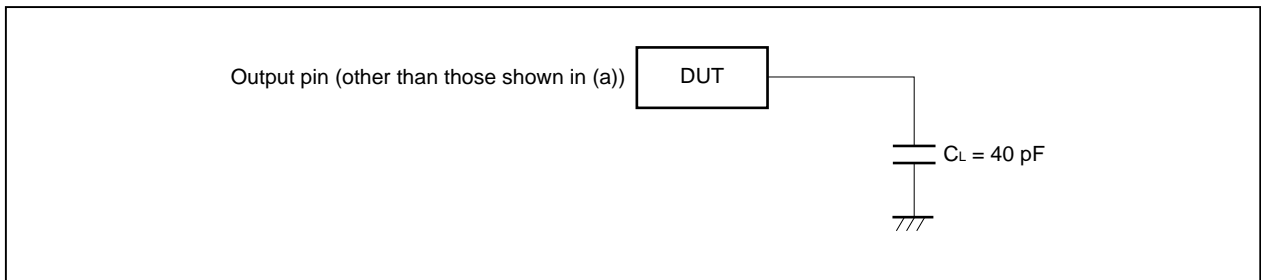 Output pin (other than those shown in (a))
DUT
CL = 40 pF